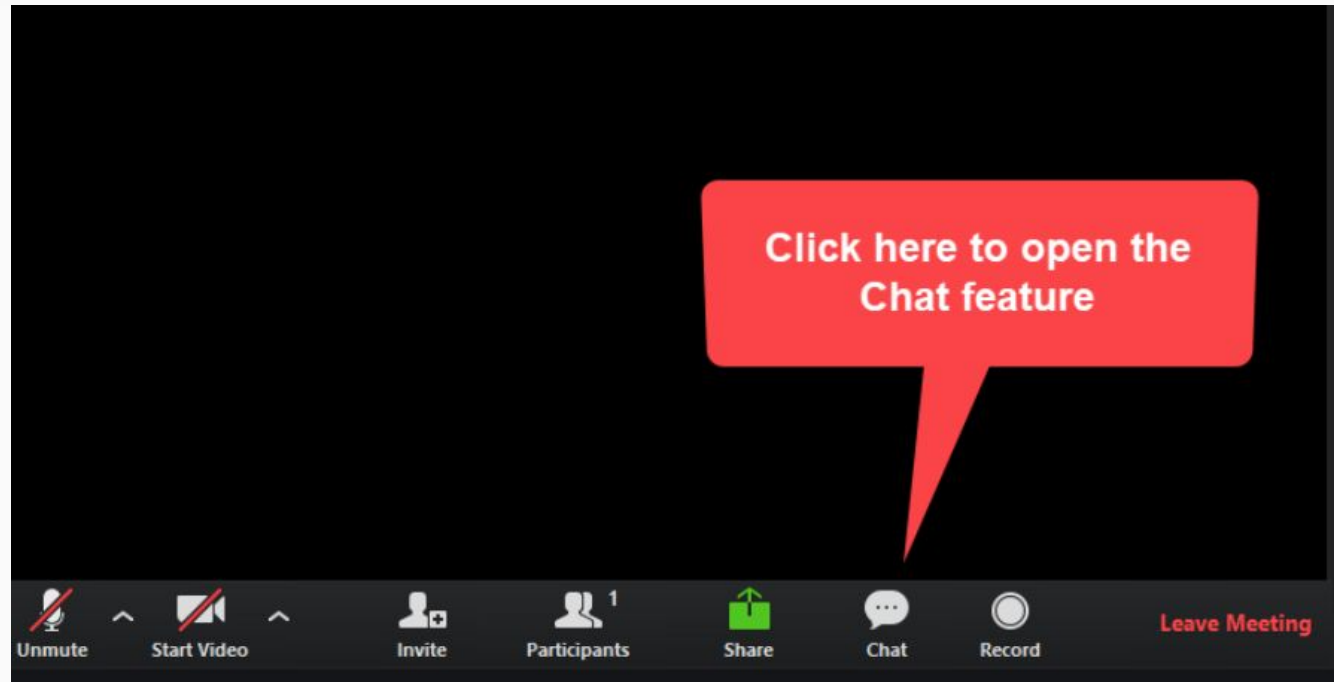 Click here to open the
Chat feature
1
Unmute
Start Video
Invite
Participants
Share
Chat
Record
Leave Meeting